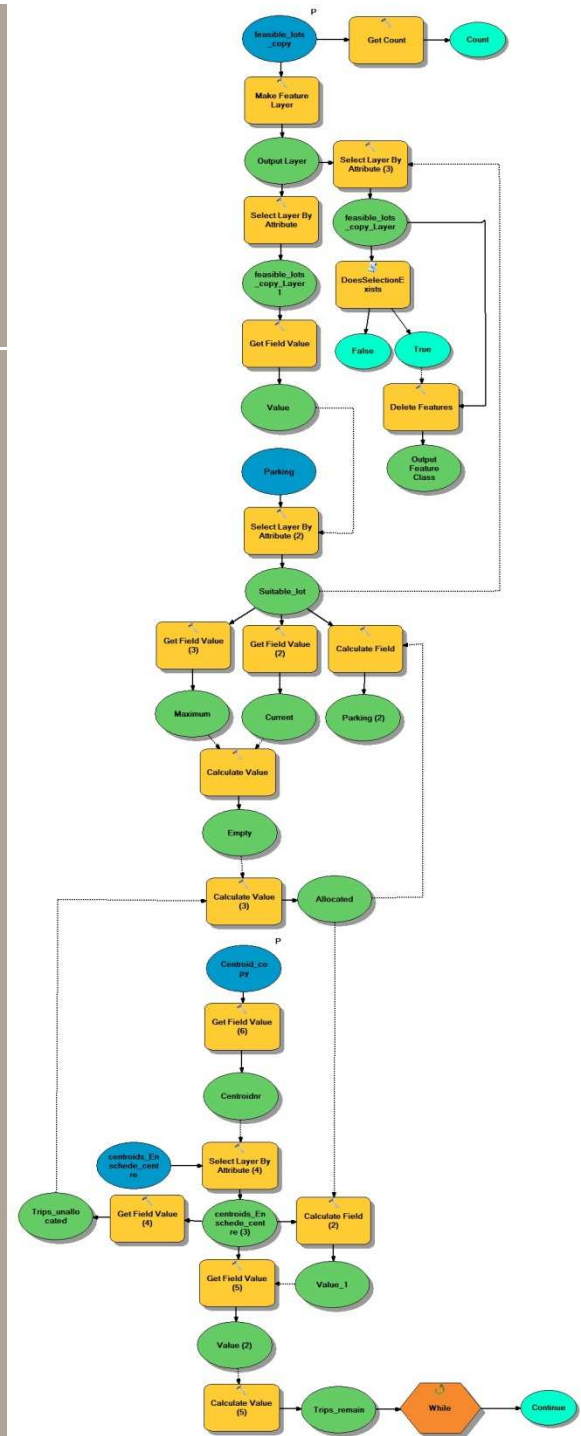 P
feasible_lots
_copy
Get Count
Count
Make Feature
Layer
Output Layer
Select Layer By
Attribute (3)
Select Layer By
Attribute
feasible_lots
_copy_Layer
feasible_lots
_copy_Layer
1
DoesSelectionE
xists
Get Field Value
False
True
Value
Delete Features
Parking
Output
Feature
Class
Select Layer By
Attribute (2)
Suitable_lot
Get Field Value
(3)
Get Field Value
(2)
Calculate Field
Maximum
Current
Parking (2)
Calculate Value
Empty
Calculate Value
(3)
Allocated
P
Centroid_co
py
Get Field Value
(6)
Centroidnr
centroids_En
schede_cent
re
Select Layer By
Attribute (4)
Trips_unallo
cated
Get Field Value
(4)
centroids_En
schede_cent
re (3)
Calculate Field
(2)
Get Field Value
(5)
Value_1
Value (2)
Calculate Value
(5)
Trips_remain
While
Continue